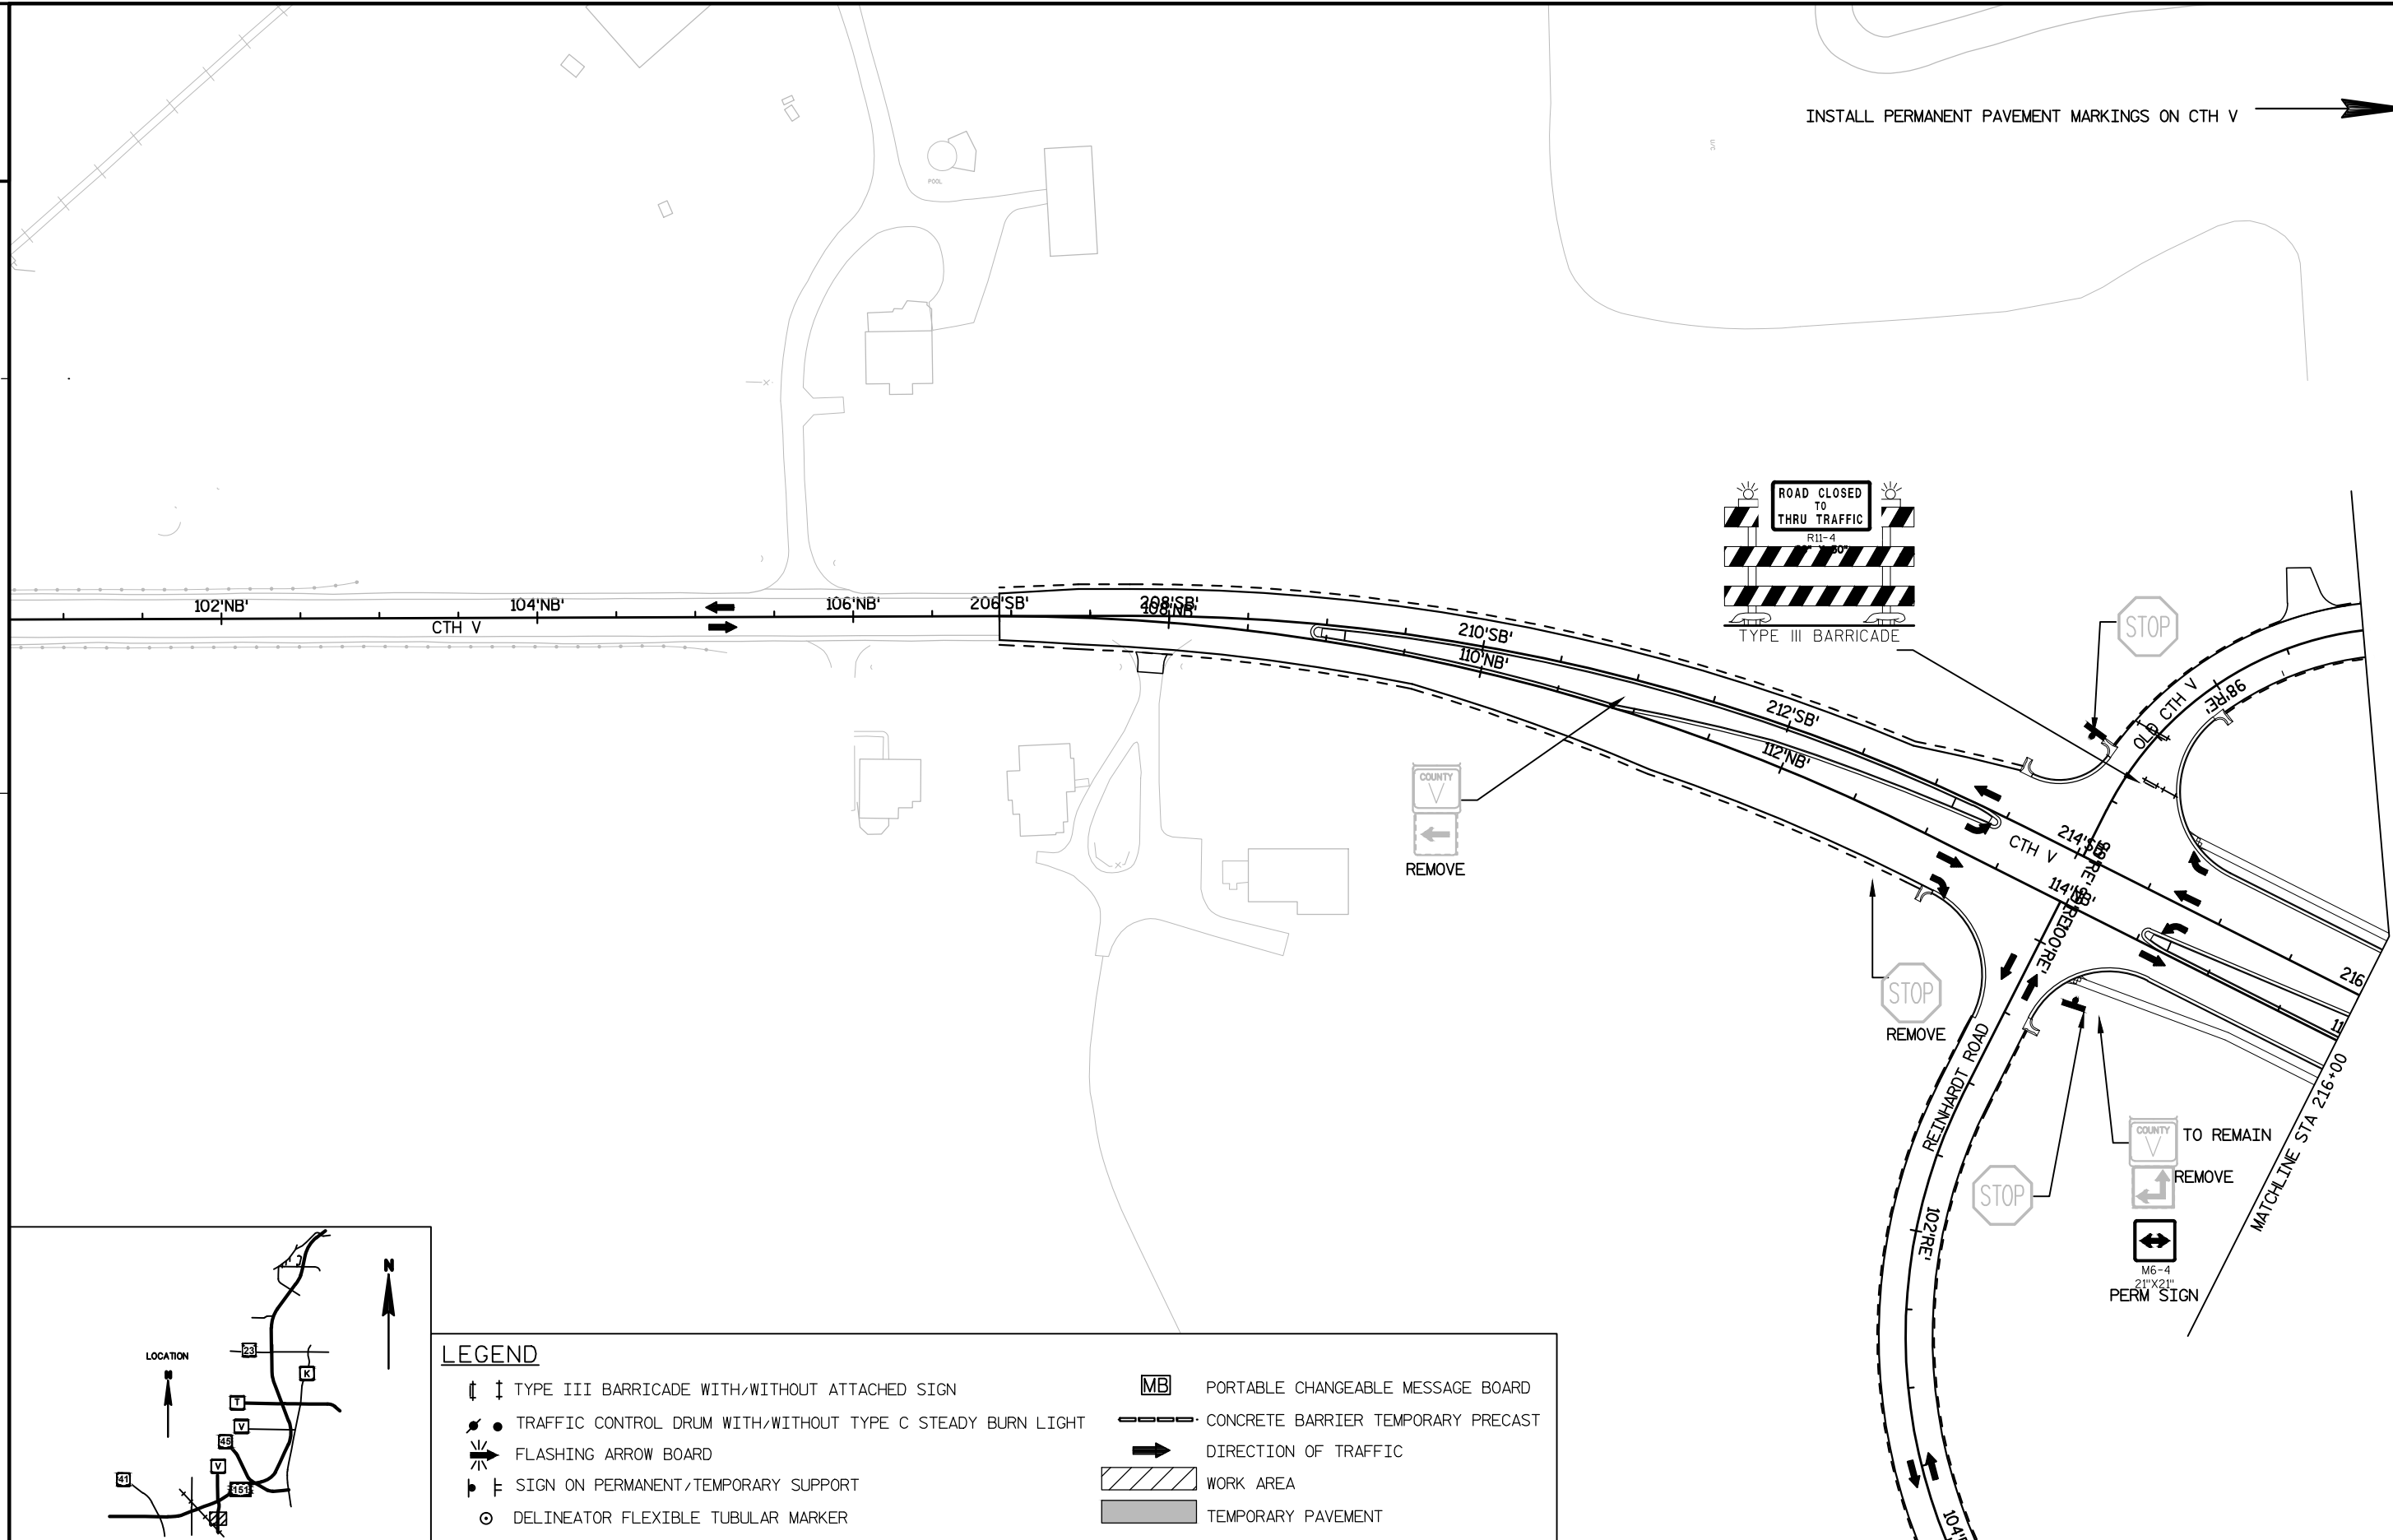 INSTALL PERMANENT PAVEMENT MARKINGS ON CTH V
POOL
ROAD CLOSED
TO
THRU TRAFFIC
R11-4
TYPE III BARRICADE
STOP
102'NB'
104'NB'
106'NB'
206'SB'
208'SB'
108'NB'
CTH V
210'SB'
110'NB'
212'SB'
112'NB'
OLD CTH V
98'RE'
COUNTY
V
REMOVE
CTH V
214'SB'
114'NB'
100'RE'
216
11
STOP
REMOVE
REINHARDT ROAD
102'RE'
MATCHLINE STA 216+00
COUNTY
V
TO REMAIN
REMOVE
STOP
M6-4
21"X21"
PERM SIGN
N
LOCATION
N
23
K
T
V
45
V
41
151
LEGEND
TYPE III BARRICADE WITH/WITHOUT ATTACHED SIGN
TRAFFIC CONTROL DRUM WITH/WITHOUT TYPE C STEADY BURN LIGHT
FLASHING ARROW BOARD
SIGN ON PERMANENT/TEMPORARY SUPPORT
DELINEATOR FLEXIBLE TUBULAR MARKER
MB PORTABLE CHANGEABLE MESSAGE BOARD
CONCRETE BARRIER TEMPORARY PRECAST
DIRECTION OF TRAFFIC
WORK AREA
TEMPORARY PAVEMENT